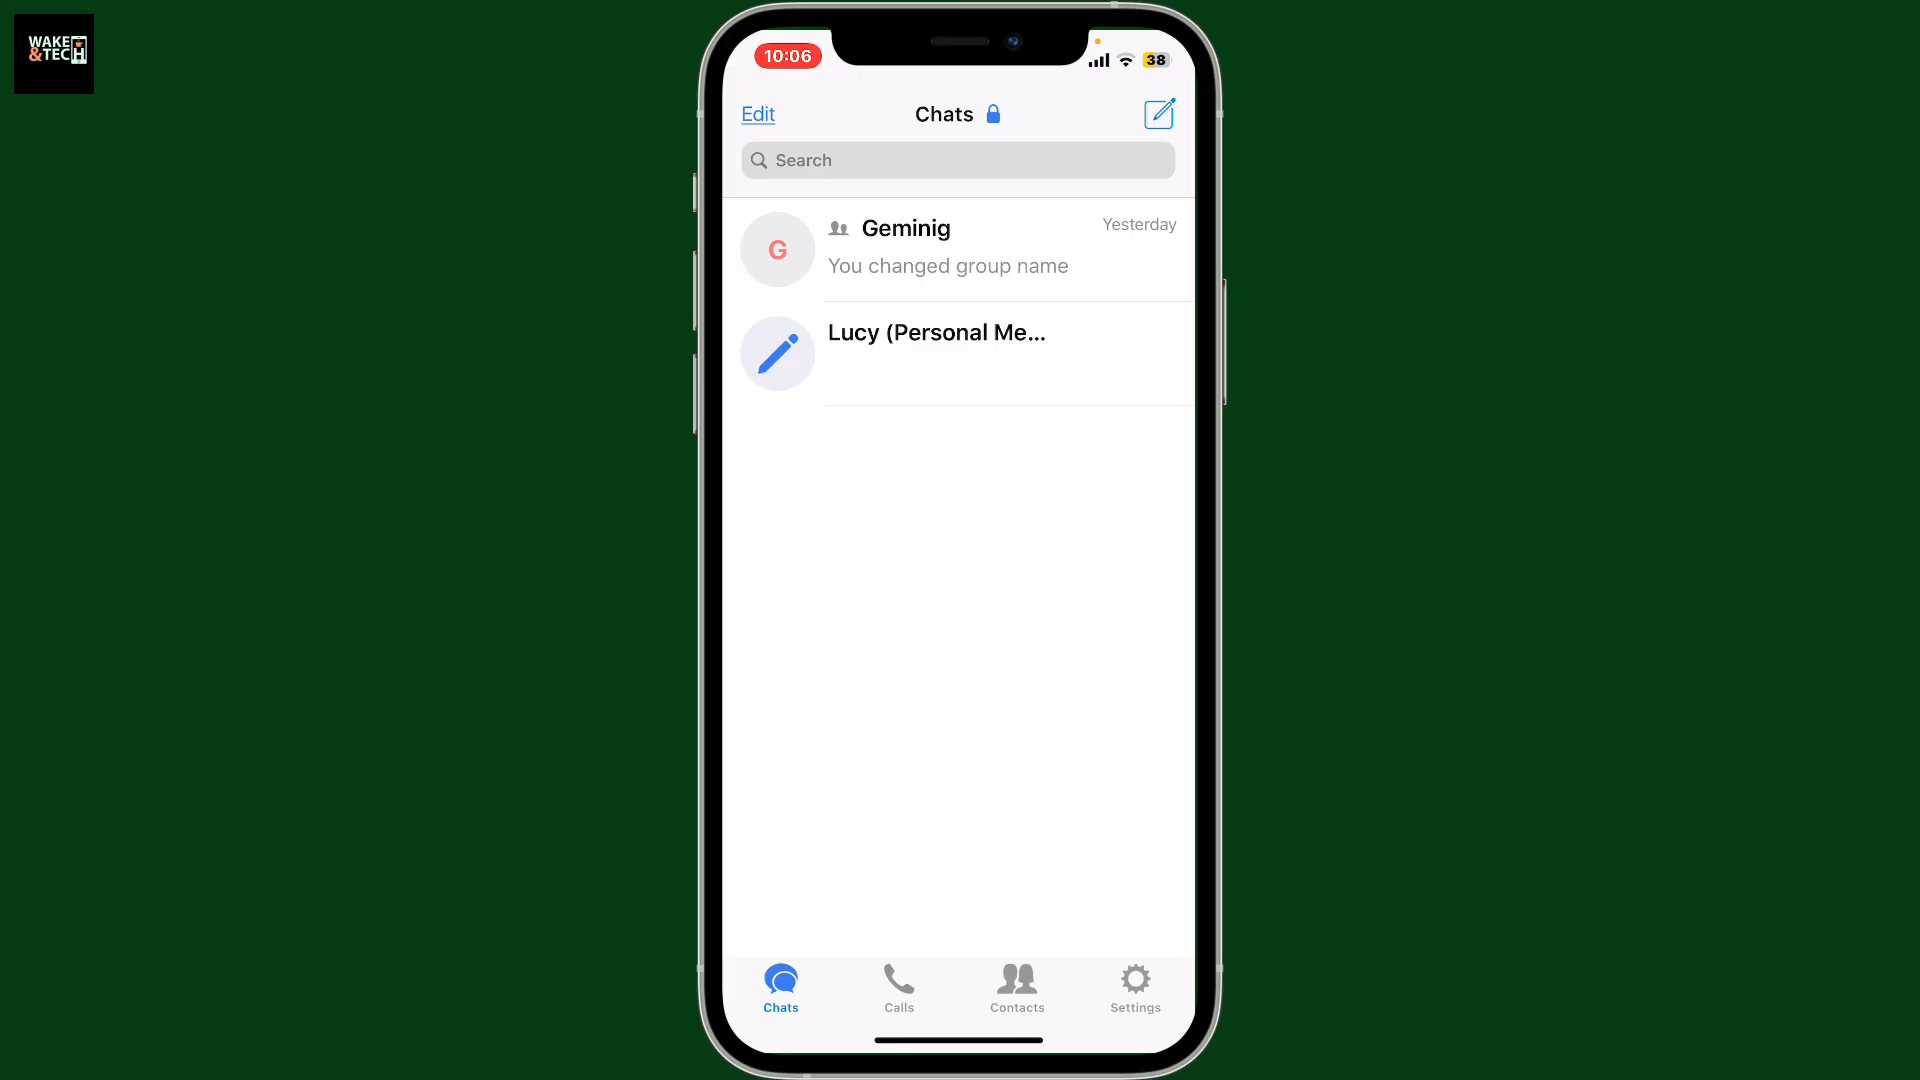 WAKE
&TECH
10:06
38
Edit
Chats
Search
G
Geminig
Yesterday
You changed group name
Lucy (Personal Me...
Chats
Calls
Contacts
Settings